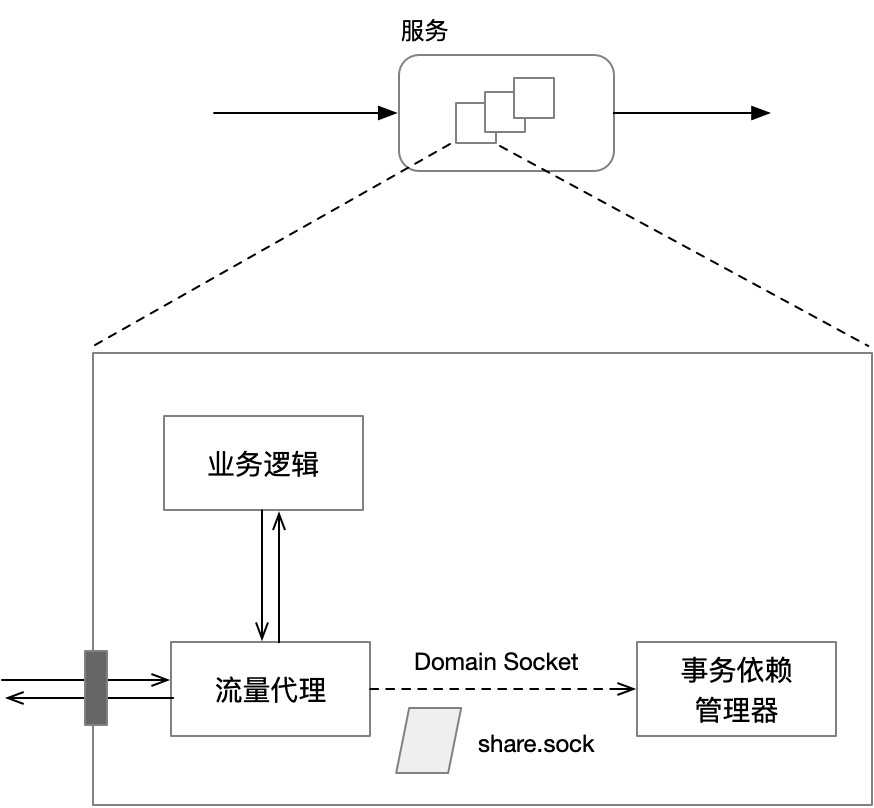 服务
业务逻辑
流量代理
Domain Socket
share.sock
事务依赖
管理器